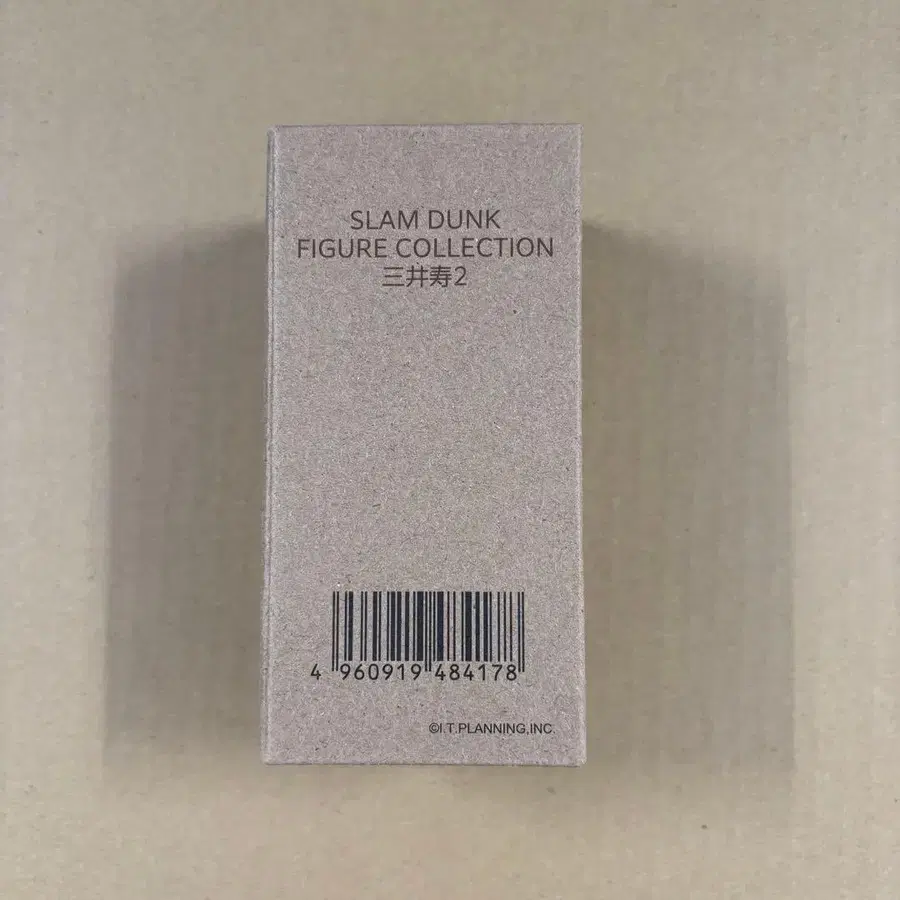 SLAM DUNK
FIGURE COLLECTION
三井寿2
4 960919 484178
©I.T.PLANNING,INC.